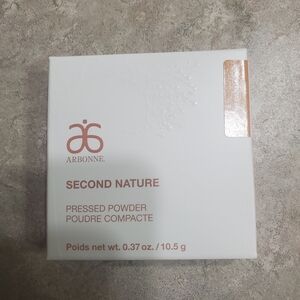 ARBONNE
SECOND NATURE
PRESSED POWDER
POUDRE COMPACTE
Poids net wt. 0.37 oz. / 10.5 g